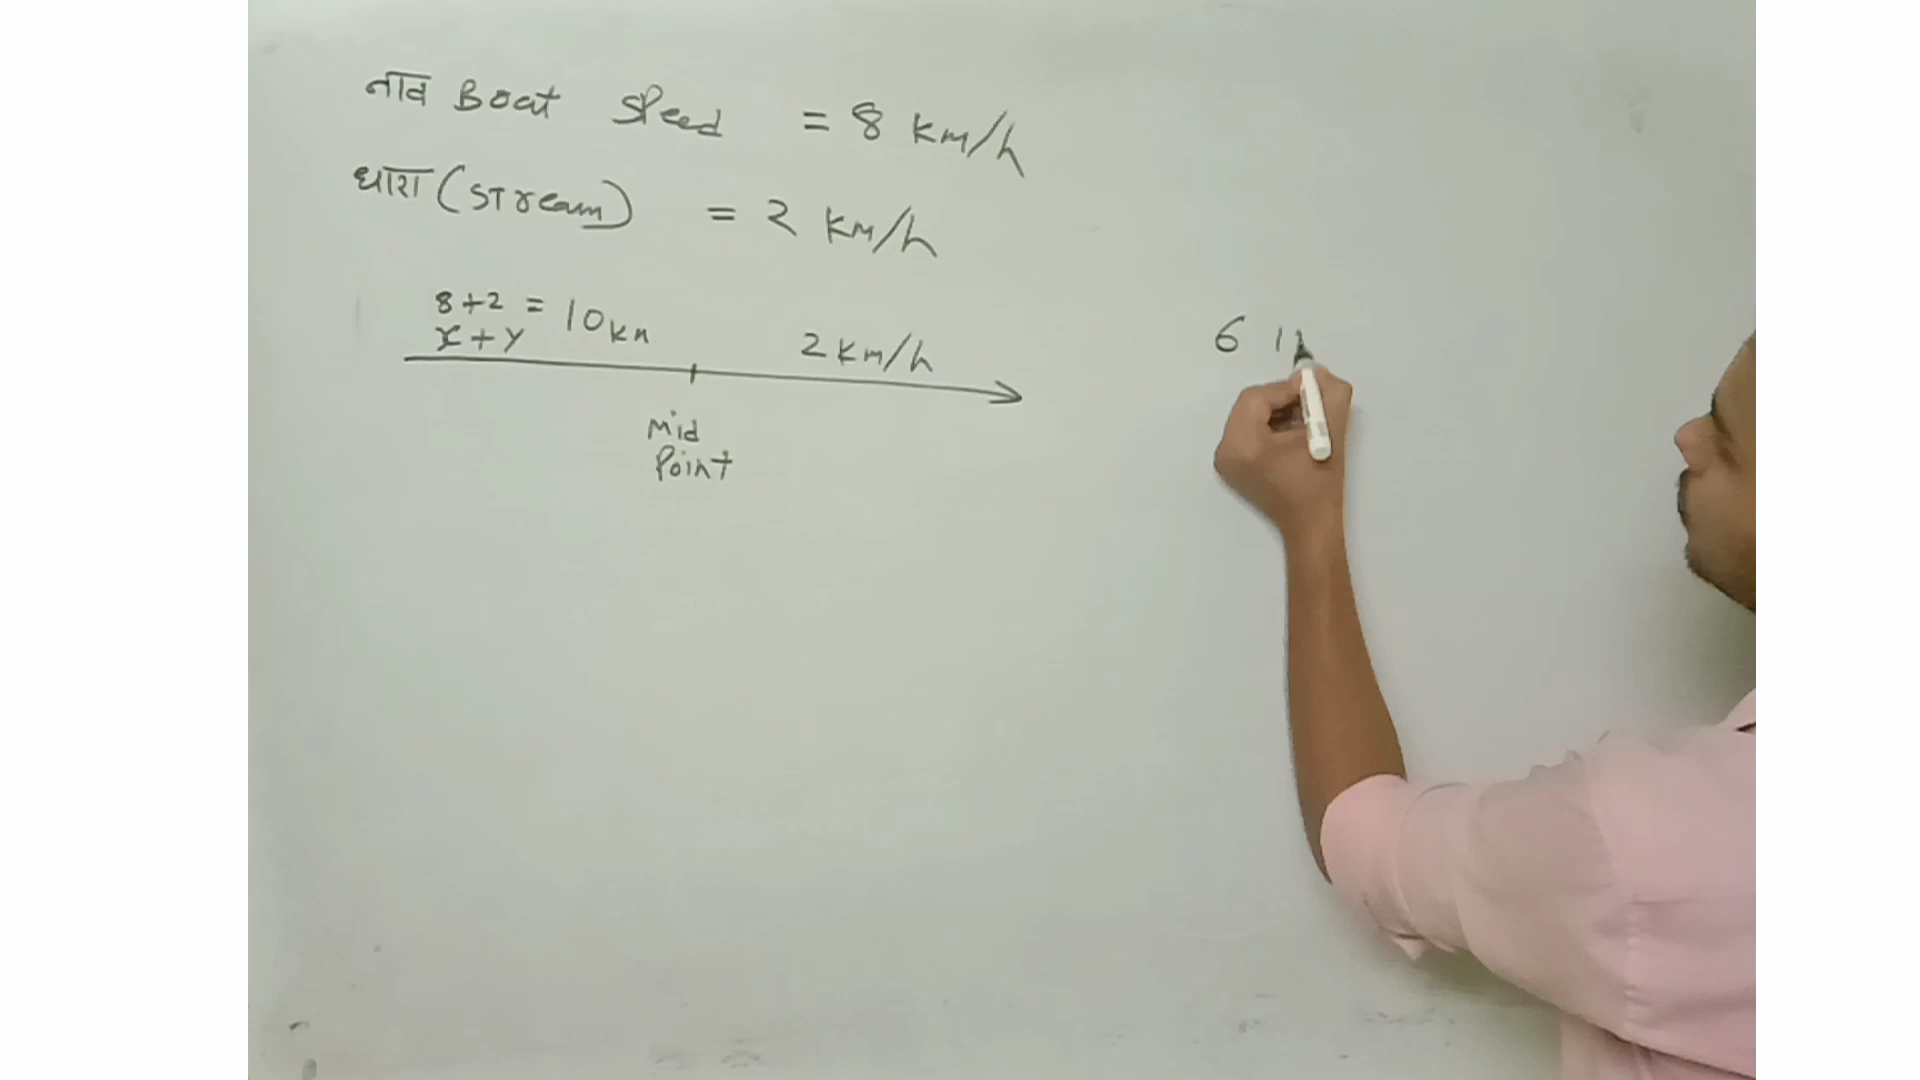 नाव Boat Speed = 8 km/h
धारा (Stream) = 2 km/h
8+2 = 10 km
x+y
2 km/h
Mid
Point
6